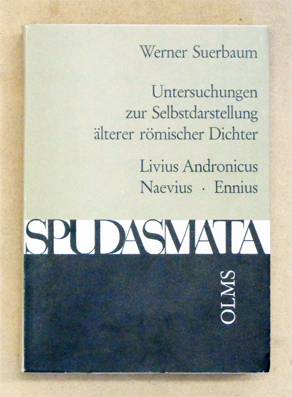 Werner Suerbaum
Untersuchungen
zur Selbstdarstellung
älterer römischer Dichter
Livius Andronicus
Naevius · Ennius
SPUDASMATA
OLMS